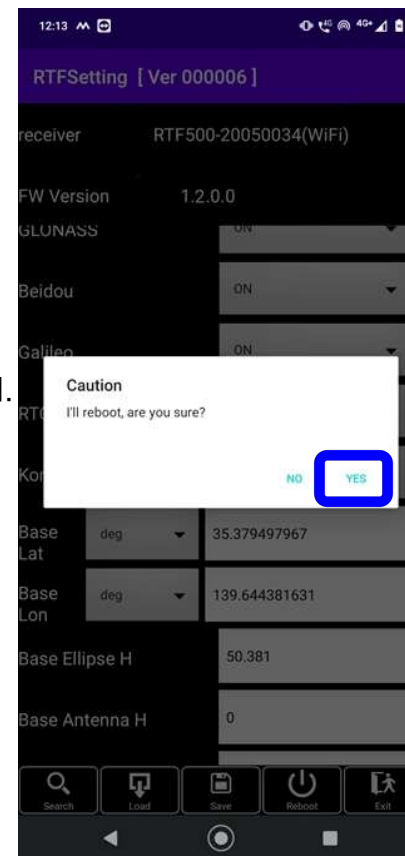 12:13
4G+
RTFSetting [ Ver 000006 ]
receiver RTF500-20050034(WiFi)
FW Version 1.2.0.0
GLONASS ON
Beidou ON
Galileo ON
Caution
I'll reboot, are you sure?
NO YES
Base Lat deg 35.379497967
Base Lon deg 139.644381631
Base Ellipse H 50.381
Base Antenna H 0
Search Load Save Reboot Exit